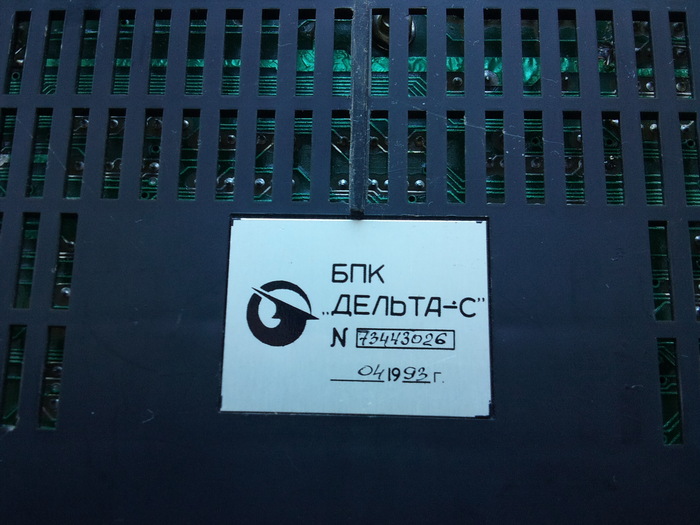 БПК
„ДЕЛЬТА-С"
N 73443026
04 1993 г.